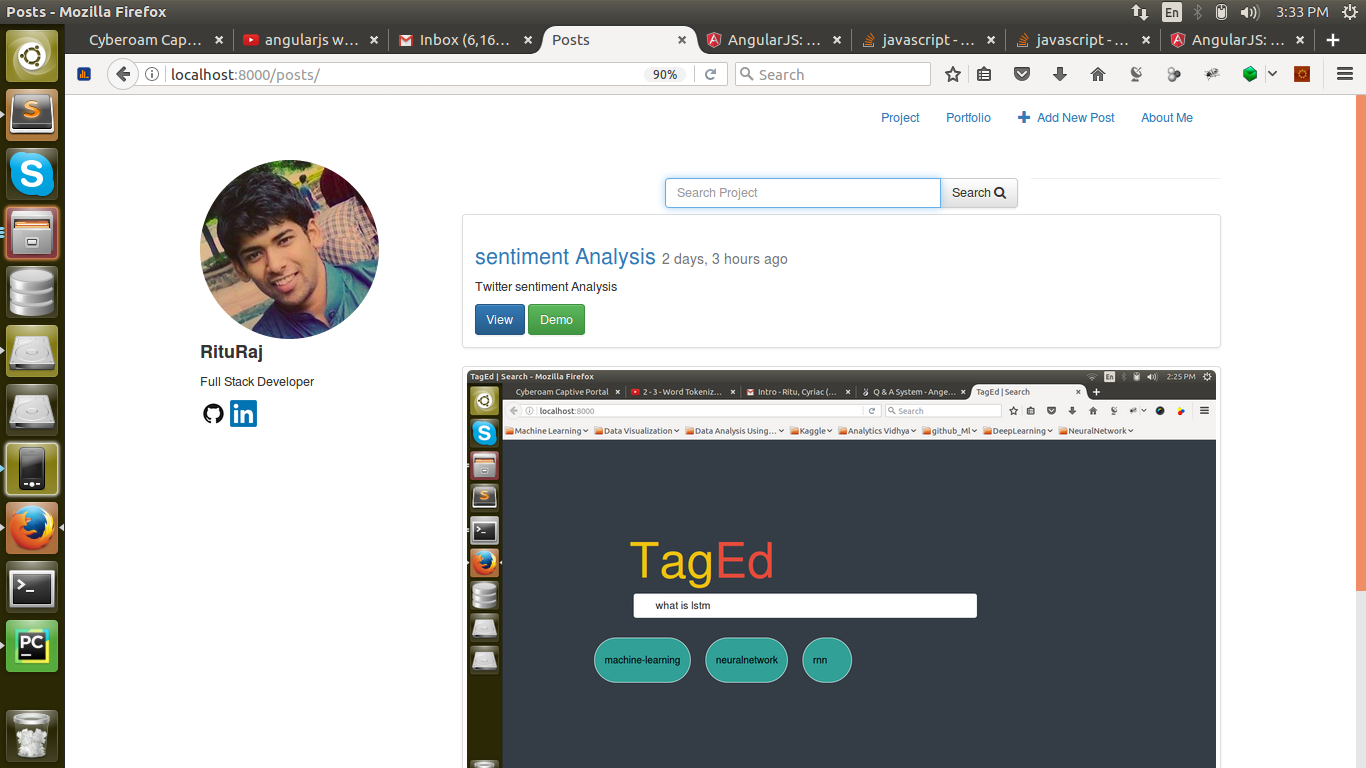 Posts - Mozilla Firefox
En
3:33 PM
Cyberoam Cap... ×
angularjs w... ×
Inbox (6,16... ×
Posts ×
AngularJS: ... ×
javascript - ... ×
javascript - ... ×
AngularJS: ... ×
localhost:8000/posts/
90%
Search
Project
Portfolio
Add New Post
About Me
Search Project
Search
sentiment Analysis 2 days, 3 hours ago
Twitter sentiment Analysis
View
Demo
RituRaj
Full Stack Developer
in
TagEd | Search - Mozilla Firefox
En
2:25 PM
Cyberoam Captive Portal ×
2 - 3 - Word Tokeniz... ×
Intro - Ritu, Cyriac (... ×
Q & A System - Ange... ×
TagEd | Search ×
localhost:8000
Search
Machine Learning
Data Visualization
Data Analysis Using...
Kaggle
Analytics Vidhya
github_Ml
DeepLearning
NeuralNetwork
TagEd
what is lstm
machine-learning
neuralnetwork
rnn
S
S
PC